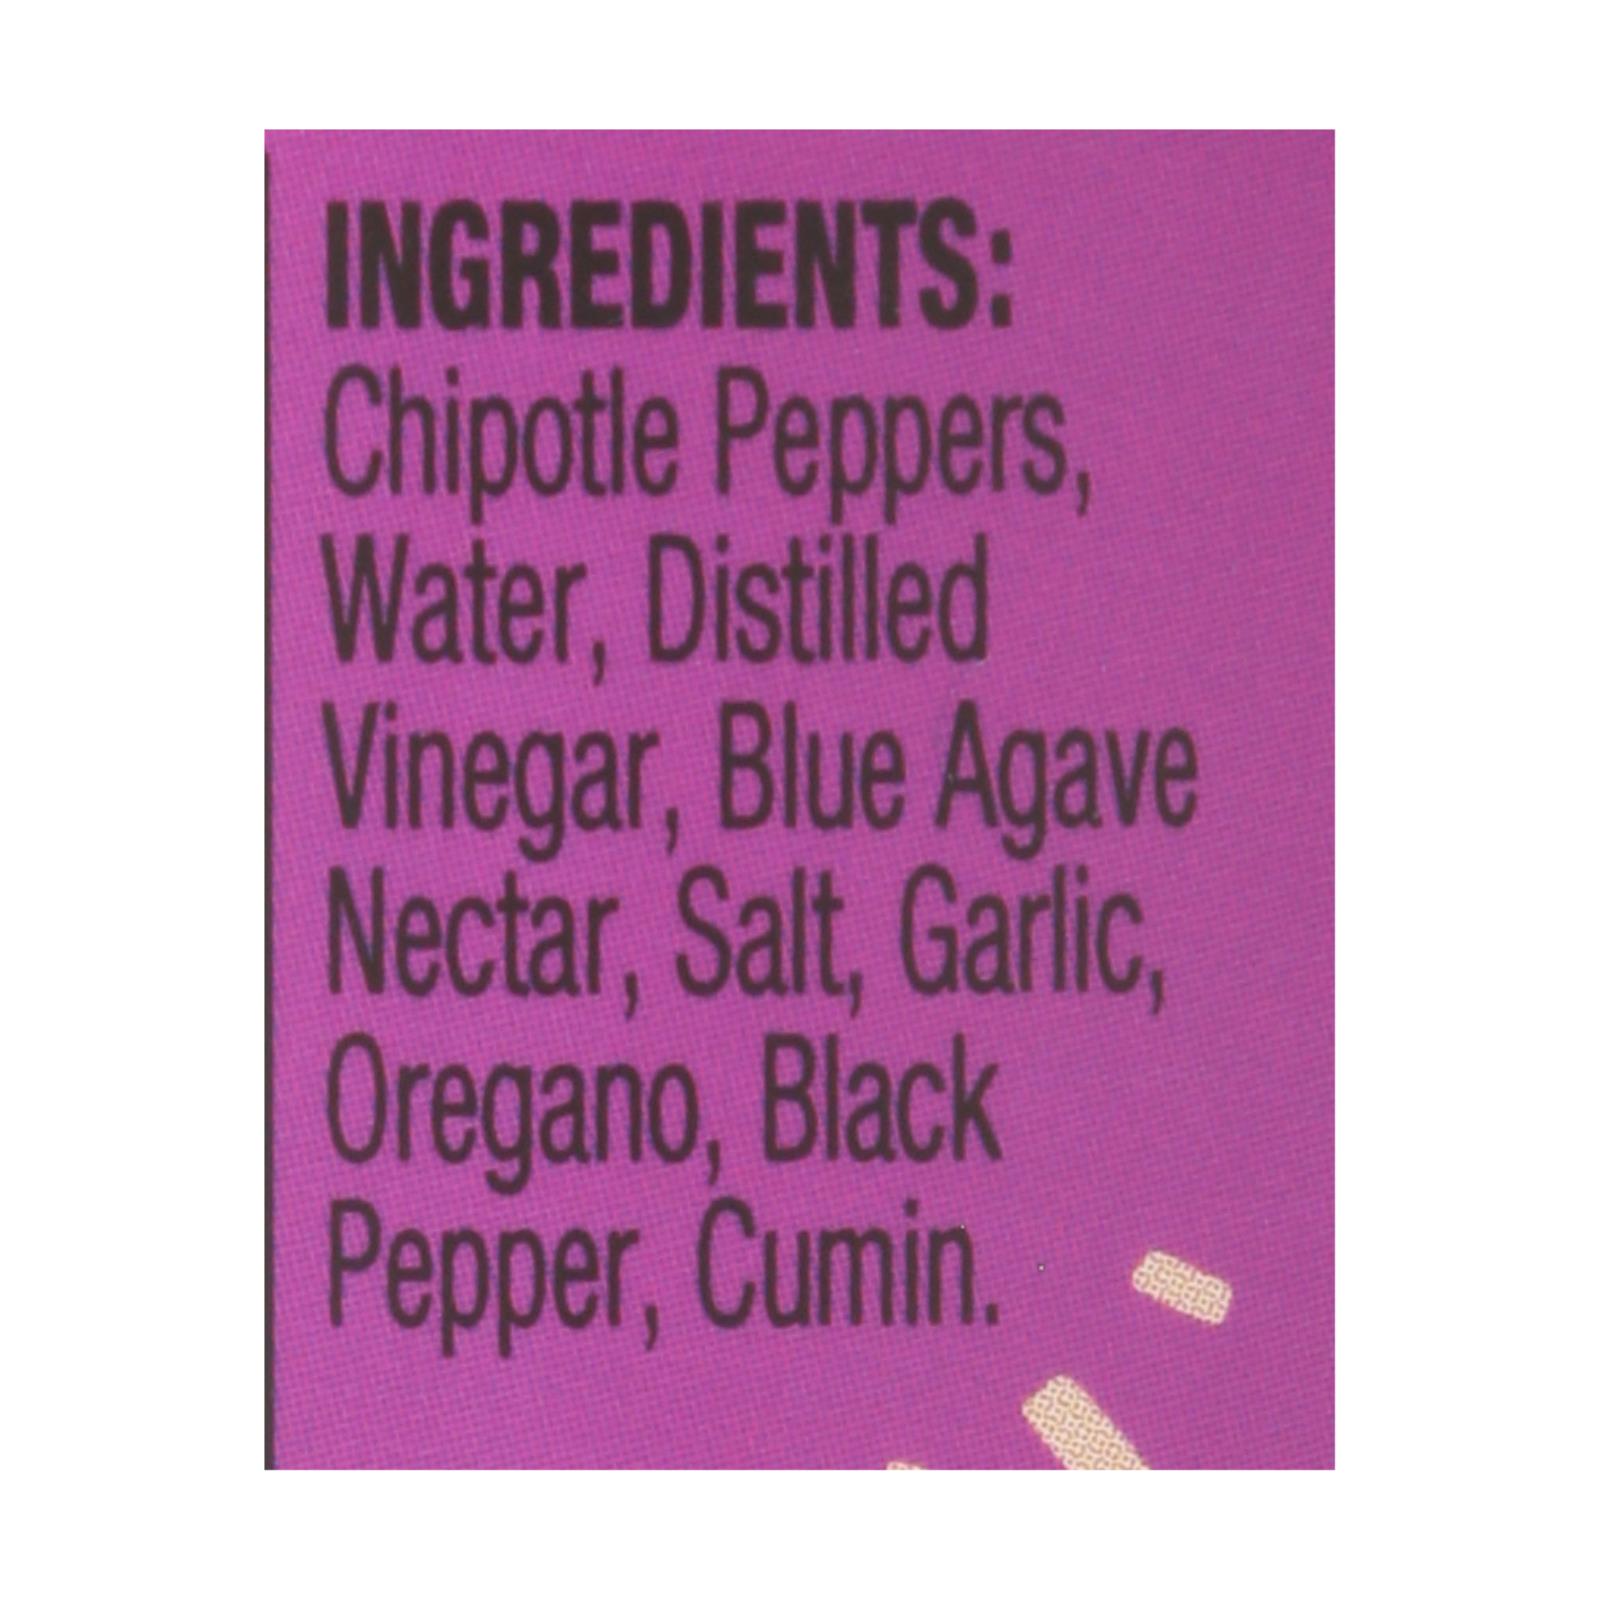 INGREDIENTS:
Chipotle Peppers,
Water, Distilled
Vinegar, Blue Agave
Nectar, Salt, Garlic,
Oregano, Black
Pepper, Cumin.